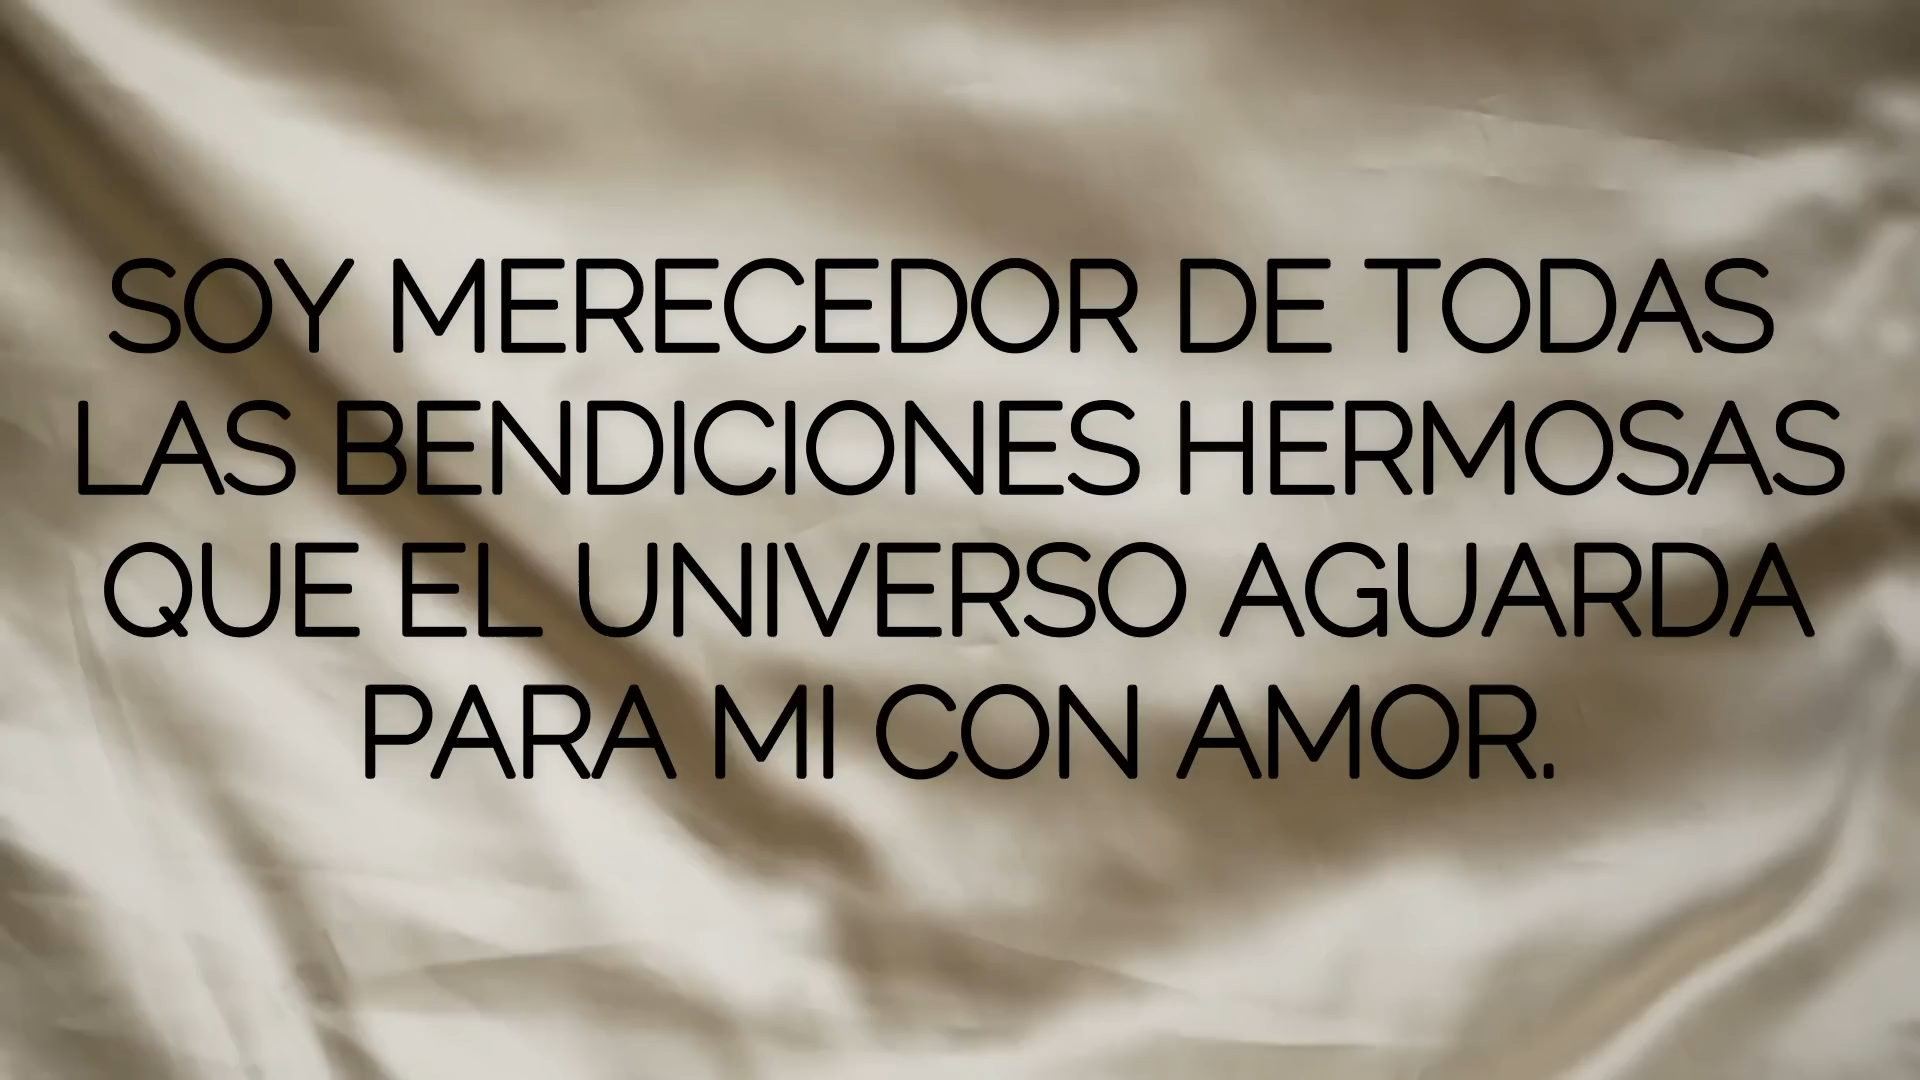 SOY MERECEDOR DE TODAS
LAS BENDICIONES HERMOSAS
QUE EL UNIVERSO AGUARDA
PARA MI CON AMOR.